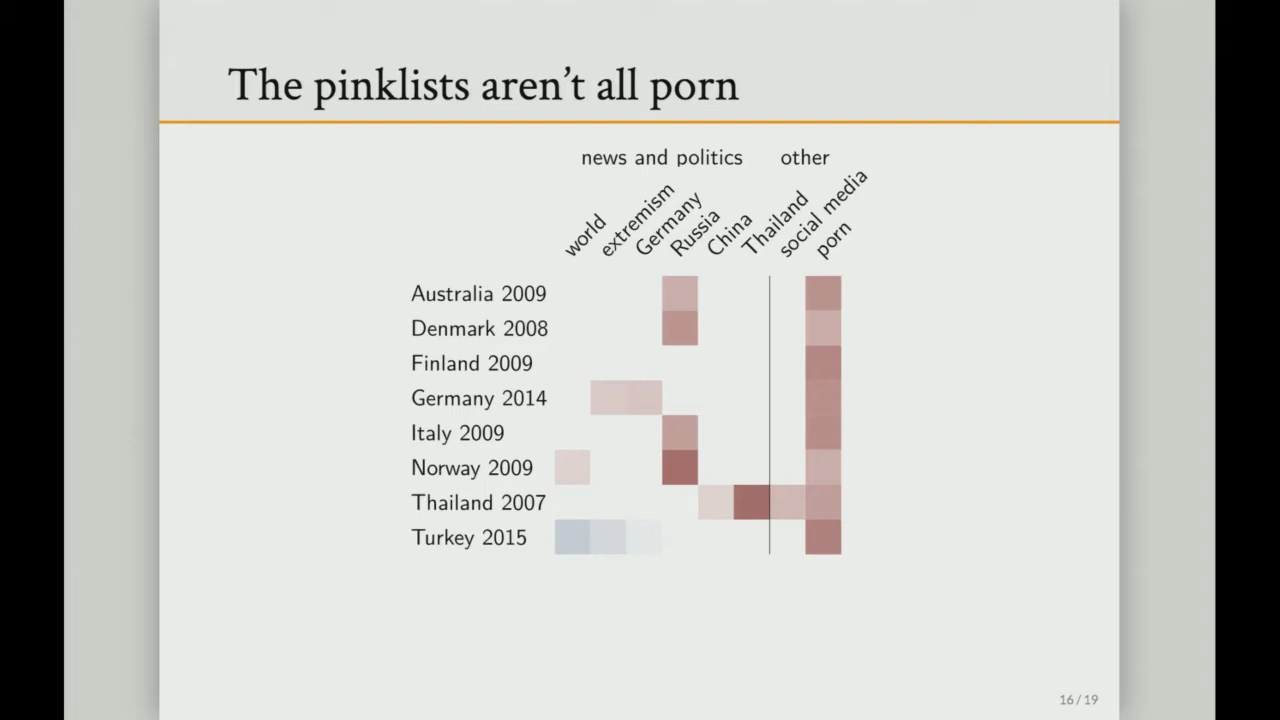 The pinklists aren't all porn
news and politics
other
world
extremism
Germany
Russia
China
Thailand
social media
porn
Australia 2009
Denmark 2008
Finland 2009
Germany 2014
Italy 2009
Norway 2009
Thailand 2007
Turkey 2015
16/19